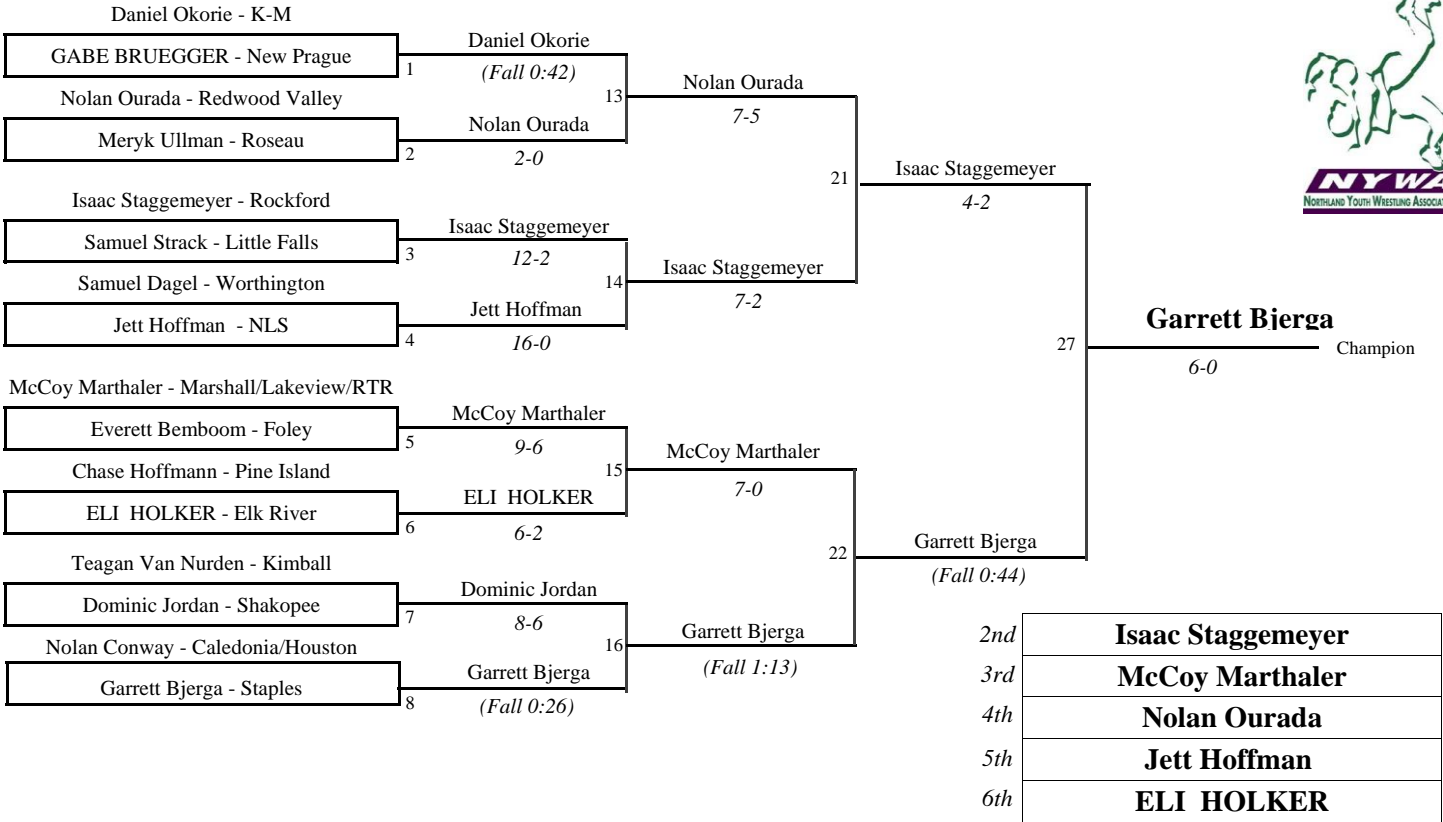 Daniel Okorie - K-M
GABE BRUEGGER - New Prague
1
Nolan Ourada - Redwood Valley
Meryk Ullman - Roseau
2
Isaac Staggemeyer - Rockford
Samuel Strack - Little Falls
3
Samuel Dagel - Worthington
Jett Hoffman - NLS
4
McCoy Marthaler - Marshall/Lakeview/RTR
Everett Bemboom - Foley
5
Chase Hoffmann - Pine Island
ELI HOLKER - Elk River
6
Teagan Van Nurden - Kimball
Dominic Jordan - Shakopee
7
Nolan Conway - Caledonia/Houston
Garrett Bjerga - Staples
8
Daniel Okorie
(Fall 0:42)
13
Nolan Ourada
2-0
Isaac Staggemeyer
12-2
14
Jett Hoffman
16-0
McCoy Marthaler
9-6
15
ELI HOLKER
6-2
Dominic Jordan
8-6
16
Garrett Bjerga
(Fall 0:26)
Nolan Ourada
7-5
21
Isaac Staggemeyer
7-2
McCoy Marthaler
7-0
22
Garrett Bjerga
(Fall 1:13)
Isaac Staggemeyer
4-2
27
Garrett Bjerga
(Fall 0:44)
Garrett Bjerga
Champion
6-0
NYWA
NORTHLAND YOUTH WRESTLING
2nd Isaac Staggemeyer
3rd McCoy Marthaler
4th Nolan Ourada
5th Jett Hoffman
6th ELI HOLKER